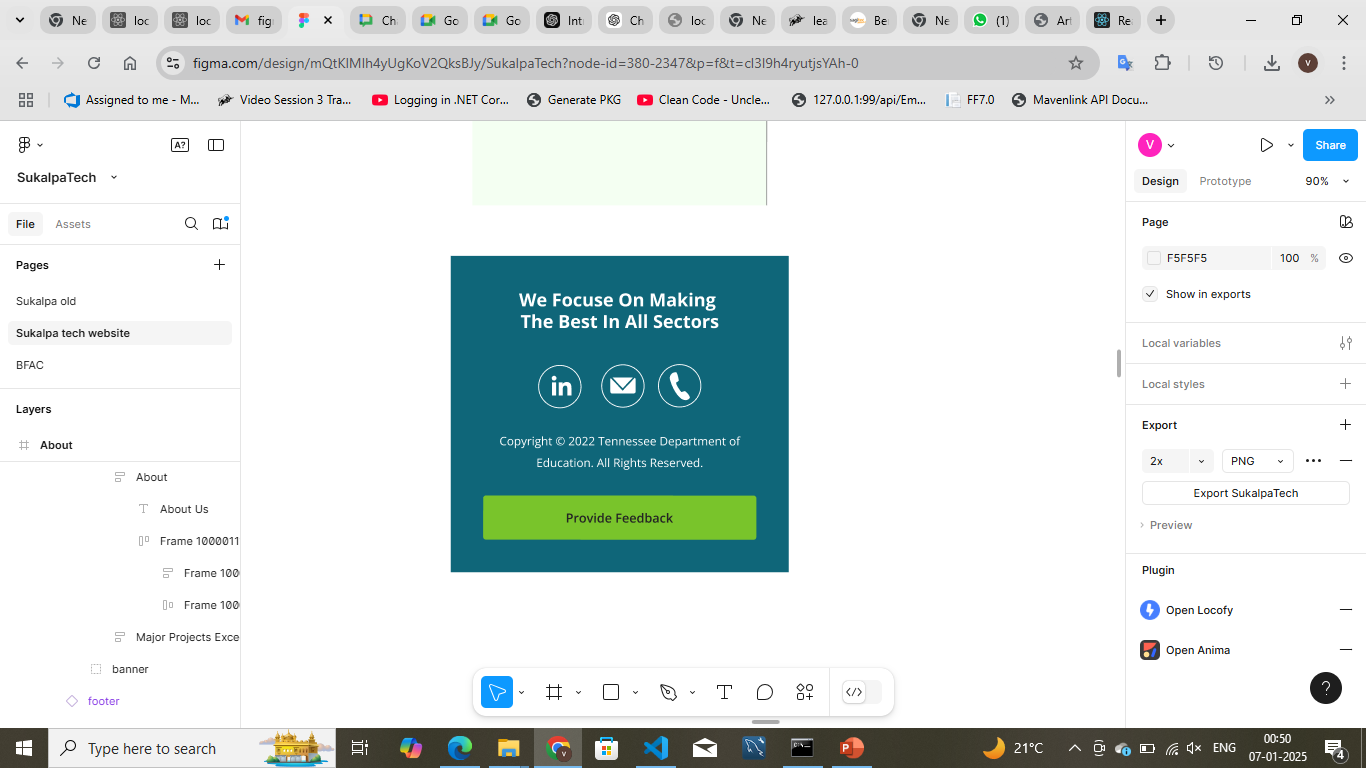 Ne
loc
loc
fig
Ch
Go
Go
Int
Ch
loc
Ne
lea
Be
Ne
(1)
Art
Re
figma.com/design/mQtKIMIh4yUgKoV2QksBJy/SukalpaTech?node-id=380-2347&p=f&t=cl3I9h4ryutjsYAh-0
V
Assigned to me - M...
Video Session 3 Tra...
Logging in .NET Cor...
Generate PKG
Clean Code - Uncle...
127.0.0.1:99/api/Em...
FF7.0
Mavenlink API Docu...
A?
V
Share
SukalpaTech
Design
Prototype
90%
File
Assets
Page
Pages
F5F5F5
100
%
Sukalpa old
Show in exports
Sukalpa tech website
Local variables
BFAC
Local styles
Layers
Export
About
2x
PNG
About
Export SukalpaTech
About Us
Preview
Frame 1000011
Plugin
Frame 100
Open Locofy
Frame 100
Major Projects Exce
Open Anima
banner
footer
We Focuse On Making
The Best In All Sectors
in
Copyright © 2022 Tennessee Department of
Education. All Rights Reserved.
Provide Feedback
?
Type here to search
21°C
ENG
00:50
07-01-2025
4